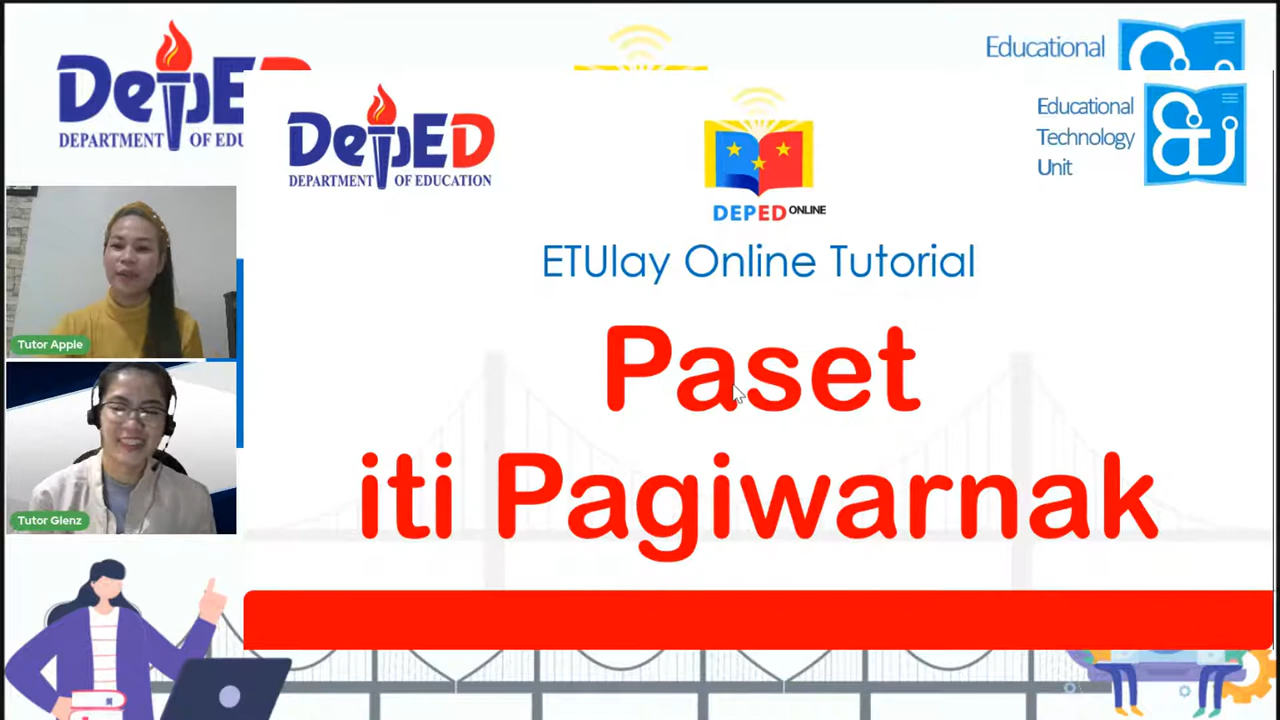 DepED
DEPARTMENT OF EDU
Educational
DepED
DEPARTMENT OF EDUCATION
DEPED ONLINE
Educational
Technology
Unit
ETUlay Online Tutorial
Paset
iti Pagiwarnak
Tutor Apple
Tutor Glenz